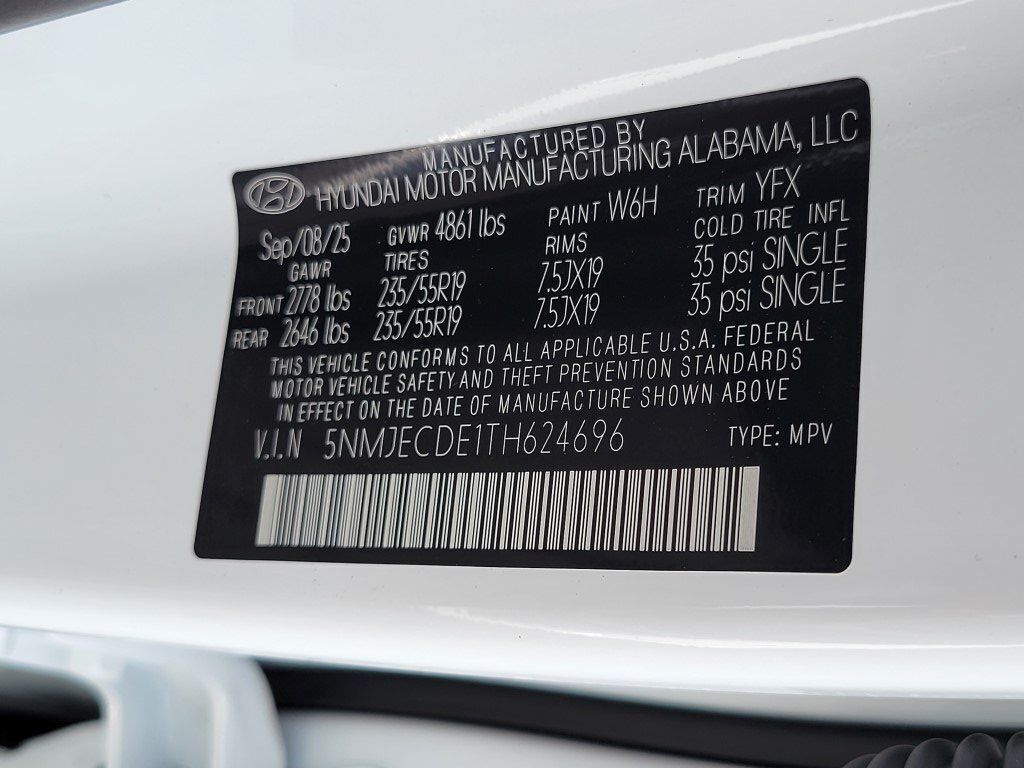 MANUFACTURED BY
HYUNDAI MOTOR MANUFACTURING ALABAMA, LLC
Sep/08/25 GVWR 4861 lbs PAINT W6H TRIM YFX
GAWR TIRES RIMS COLD TIRE INFL
FRONT 2778 lbs 235/55R19 7.5JX19 35 psi SINGLE
REAR 2646 lbs 235/55R19 7.5JX19 35 psi SINGLE
THIS VEHICLE CONFORMS TO ALL APPLICABLE U.S.A. FEDERAL
MOTOR VEHICLE SAFETY AND THEFT PREVENTION STANDARDS
IN EFFECT ON THE DATE OF MANUFACTURE SHOWN ABOVE
V.I.N 5NMJECDE1TH624696 TYPE: MPV